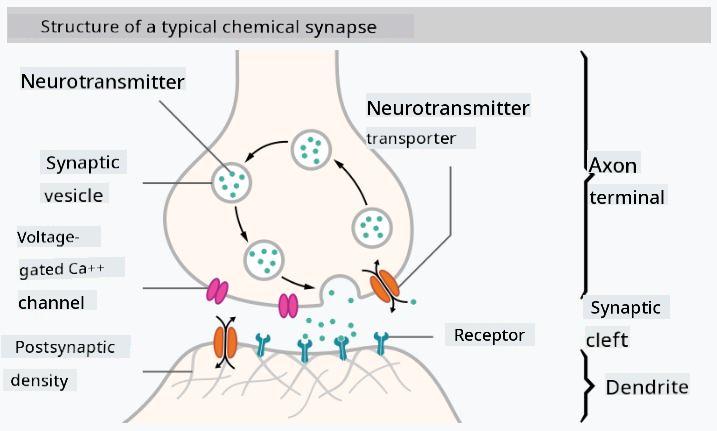 Structure of a typical chemical synapse
Neurotransmitter
Neurotransmitter
transporter
Synaptic
vesicle
Axon
terminal
Voltage-
gated Ca++
channel
Synaptic
cleft
Receptor
Postsynaptic
density
Dendrite